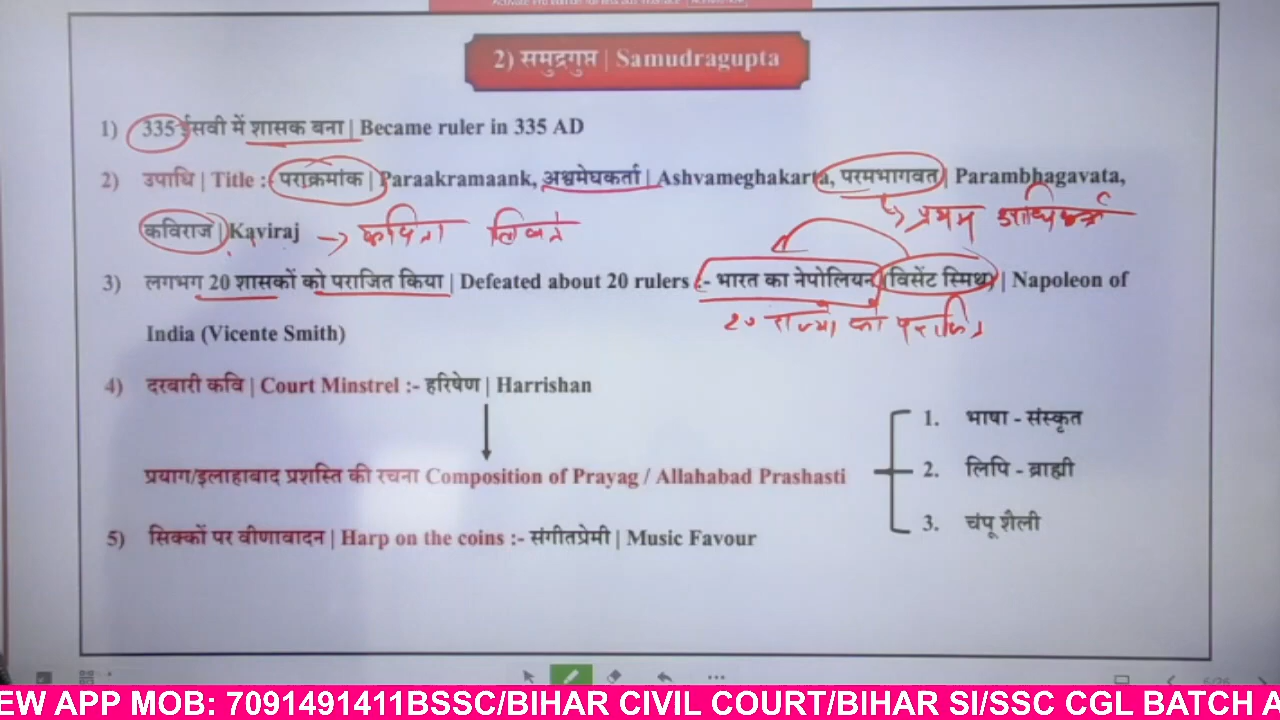 2) समुद्रगुप्त | Samudragupta
1) 335 ईसवी में शासक बना | Became ruler in 335 AD
2) उपाधि | Title :- पराक्रमांक | Paraakramaank, अश्वमेघकर्ता | Ashvameghakarta, परमभागवत | Parambhagavata,
प्रथम
कविराज | Kaviraj → कविता लिखते
3) लगभग 20 शासकों को पराजित किया | Defeated about 20 rulers :- भारत का नेपोलियन (विसेंट स्मिथ) | Napoleon of
20 राज्यों को
India (Vicente Smith)
4) दरबारी कवि | Court Minstrel :- हरिषेण | Harrishan
1. भाषा - संस्कृत
प्रयाग/इलाहाबाद प्रशस्ति की रचना Composition of Prayag / Allahabad Prashasti
2. लिपि - ब्राह्मी
3. चंपू शैली
5) सिक्कों पर वीणावादन | Harp on the coins :- संगीतप्रेमी | Music Favour
EW APP MOB: 7091491411BSSC/BIHAR CIVIL COURT/BIHAR SI/SSC CGL BATCH A